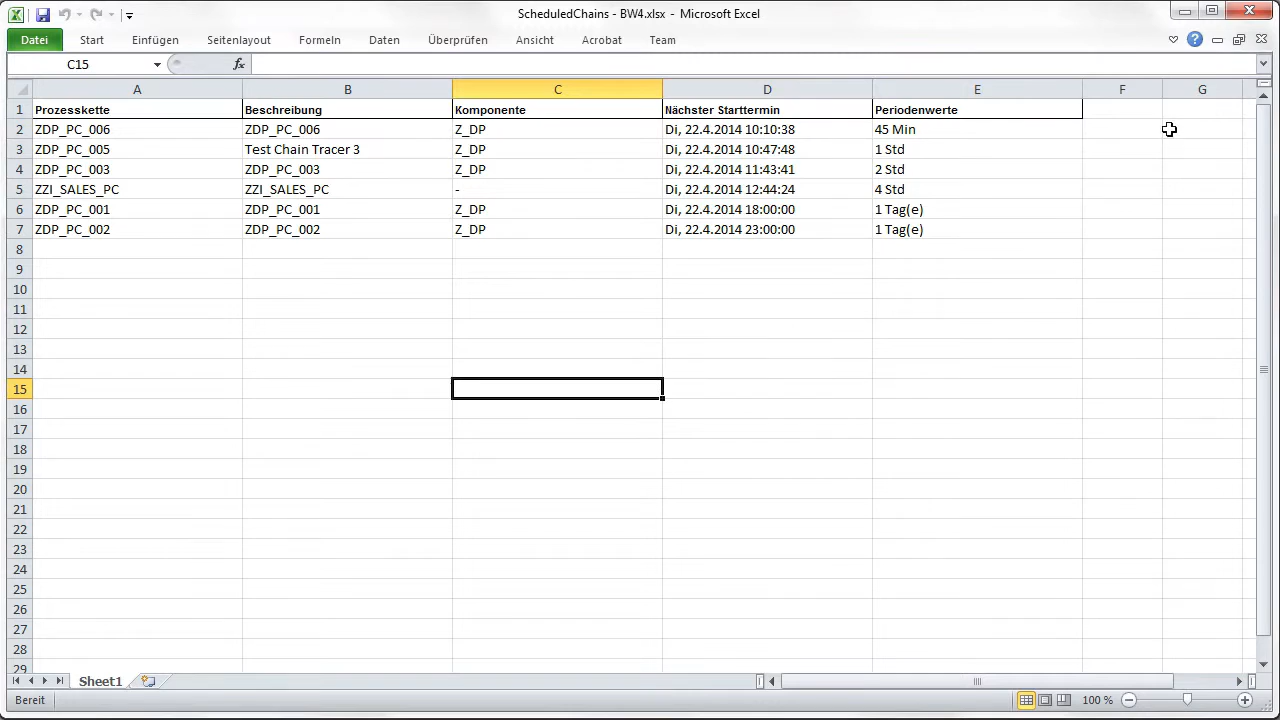 ScheduledChains - BW4.xlsx - Microsoft Excel
Datei Start Einfügen Seitenlayout Formeln Daten Überprüfen Ansicht Acrobat Team
C15 fx
A B C D E F G
1 Prozesskette Beschreibung Komponente Nächster Starttermin Periodenwerte
2 ZDP_PC_006 ZDP_PC_006 Z_DP Di, 22.4.2014 10:10:38 45 Min
3 ZDP_PC_005 Test Chain Tracer 3 Z_DP Di, 22.4.2014 10:47:48 1 Std
4 ZDP_PC_003 ZDP_PC_003 Z_DP Di, 22.4.2014 11:43:41 2 Std
5 ZZI_SALES_PC ZZI_SALES_PC - Di, 22.4.2014 12:44:24 4 Std
6 ZDP_PC_001 ZDP_PC_001 Z_DP Di, 22.4.2014 18:00:00 1 Tag(e)
7 ZDP_PC_002 ZDP_PC_002 Z_DP Di, 22.4.2014 23:00:00 1 Tag(e)
8
9
10
11
12
13
14
15
16
17
18
19
20
21
22
23
24
25
26
27
28
29
Sheet1
Bereit 100 %